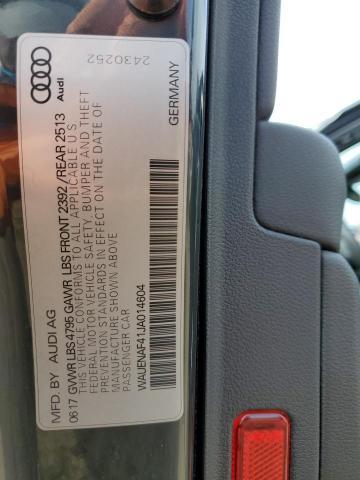 MFD. BY AUDI AG
0617 GVWR LBS 4795 GAWR LBS FRONT 2392 /REAR 2513
THIS VEHICLE CONFORMS TO ALL APPLICABLE U S
FEDERAL MOTOR VEHICLE SAFETY, BUMPER AND THEFT
PREVENTION STANDARDS IN EFFECT ON THE DATE OF
MANUFACTURE SHOWN ABOVE
PASSENGER CAR
WAUENAF41JA014604
GERMANY
Audi
2430252